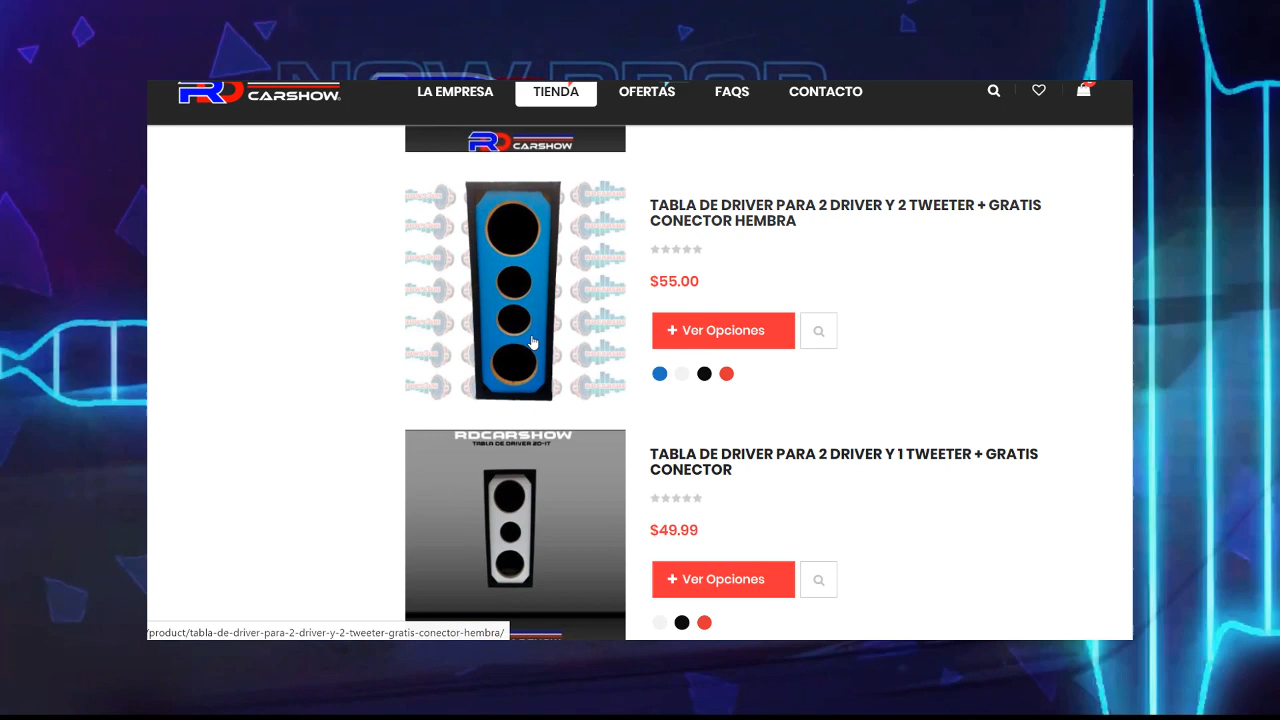 NOW DROP
RD CARSHOW
LA EMPRESA TIENDA OFERTAS FAQS CONTACTO
RD CARSHOW
TABLA DE DRIVER PARA 2 DRIVER Y 2 TWEETER + GRATIS
CONECTOR HEMBRA
$55.00
+ Ver Opciones
RDCARSHOW
TABLA DE DRIVER 2D-1T
TABLA DE DRIVER PARA 2 DRIVER Y 1 TWEETER + GRATIS
CONECTOR
$49.99
+ Ver Opciones
/product/tabla-de-driver-para-2-driver-y-2-tweeter-gratis-conector-hembra/